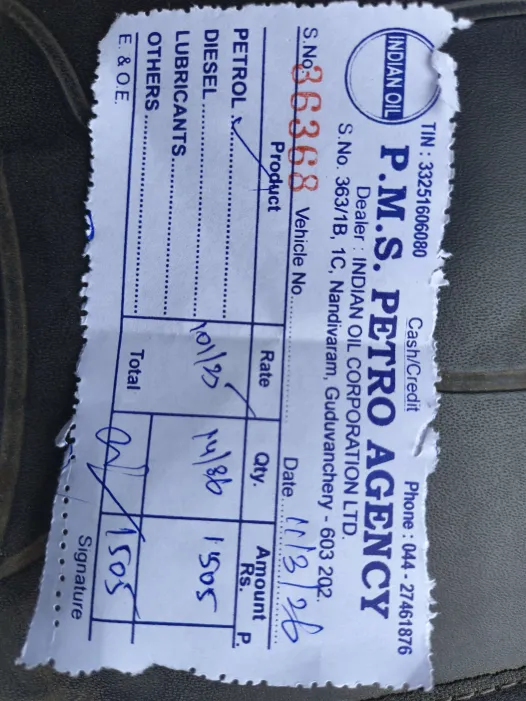 TIN : 33251606080 Cash/Credit Phone : 044 - 27461876
INDIAN OIL
P.M.S. PETRO AGENCY
Dealer : INDIAN OIL CORPORATION LTD.
S.No. 363/1B, 1C, Nandivaram, Guduvanchery - 603 202.
S.No. 36368 Vehicle No.................... Date 11/3/26
Product Rate Qty. Amount
Rs. P.
PETROL 101/25 14/86 1505
DIESEL
LUBRICANTS
OTHERS
Total 1505
E. & O.E. Signature